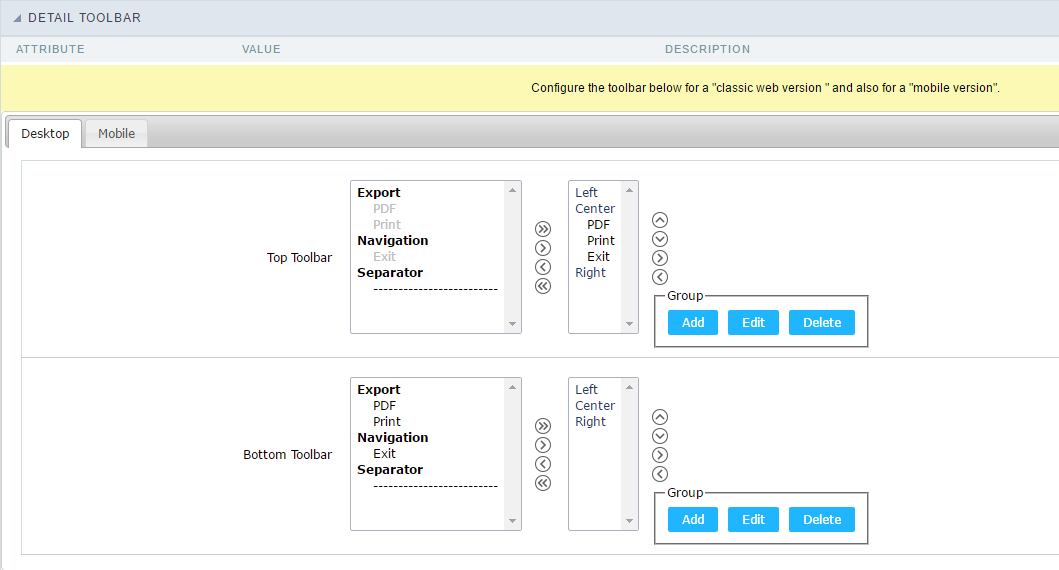 DETAIL TOOLBAR
ATTRIBUTE VALUE DESCRIPTION
Configure the toolbar below for a "classic web version " and also for a "mobile version".
Desktop Mobile
Top Toolbar
Export
PDF
Print
Navigation
Exit
Separator
-------------------------
Left
Center
PDF
Print
Exit
Right
Group
Add Edit Delete
Bottom Toolbar
Export
PDF
Print
Navigation
Exit
Separator
-------------------------
Left
Center
Right
Group
Add Edit Delete